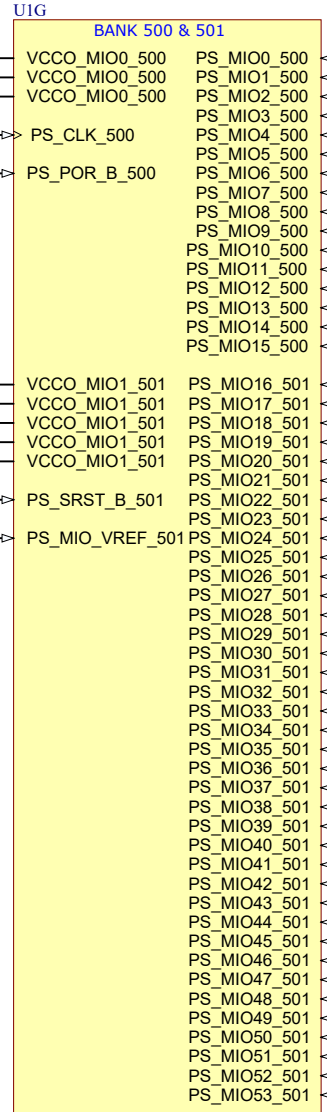 U1G
BANK 500 & 501
VCCO_MIO0_500 PS_MIO0_500
VCCO_MIO0_500 PS_MIO1_500
VCCO_MIO0_500 PS_MIO2_500
PS_MIO3_500
PS_CLK_500 PS_MIO4_500
PS_MIO5_500
PS_POR_B_500 PS_MIO6_500
PS_MIO7_500
PS_MIO8_500
PS_MIO9_500
PS_MIO10_500
PS_MIO11_500
PS_MIO12_500
PS_MIO13_500
PS_MIO14_500
PS_MIO15_500
VCCO_MIO1_501 PS_MIO16_501
VCCO_MIO1_501 PS_MIO17_501
VCCO_MIO1_501 PS_MIO18_501
VCCO_MIO1_501 PS_MIO19_501
VCCO_MIO1_501 PS_MIO20_501
PS_MIO21_501
PS_SRST_B_501 PS_MIO22_501
PS_MIO23_501
PS_MIO_VREF_501 PS_MIO24_501
PS_MIO25_501
PS_MIO26_501
PS_MIO27_501
PS_MIO28_501
PS_MIO29_501
PS_MIO30_501
PS_MIO31_501
PS_MIO32_501
PS_MIO33_501
PS_MIO34_501
PS_MIO35_501
PS_MIO36_501
PS_MIO37_501
PS_MIO38_501
PS_MIO39_501
PS_MIO40_501
PS_MIO41_501
PS_MIO42_501
PS_MIO43_501
PS_MIO44_501
PS_MIO45_501
PS_MIO46_501
PS_MIO47_501
PS_MIO48_501
PS_MIO49_501
PS_MIO50_501
PS_MIO51_501
PS_MIO52_501
PS_MIO53_501